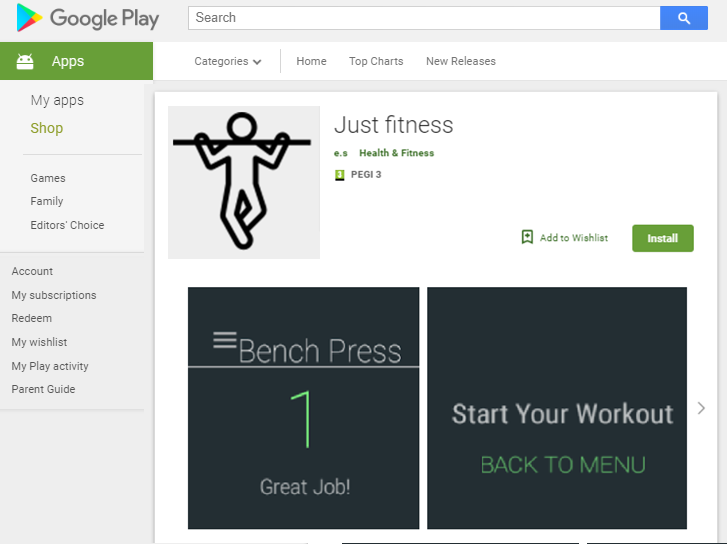 Google Play
Search
Apps
Categories Home Top Charts New Releases
My apps
Shop
Games
Family
Editors' Choice
Account
My subscriptions
Redeem
My wishlist
My Play activity
Parent Guide
Just fitness
e.s Health & Fitness
3 PEGI 3
Add to Wishlist Install
Bench Press
1
Great Job!
Start Your Workout
BACK TO MENU